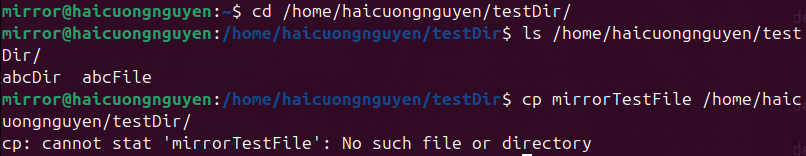 mirror@haicuongnguyen:~$ cd /home/haicuongnguyen/testDir/
mirror@haicuongnguyen:/home/haicuongnguyen/testDir$ ls /home/haicuongnguyen/test
Dir/
abcDir  abcFile
mirror@haicuongnguyen:/home/haicuongnguyen/testDir$ cp mirrorTestFile /home/haic
uongnguyen/testDir/
cp: cannot stat 'mirrorTestFile': No such file or directory